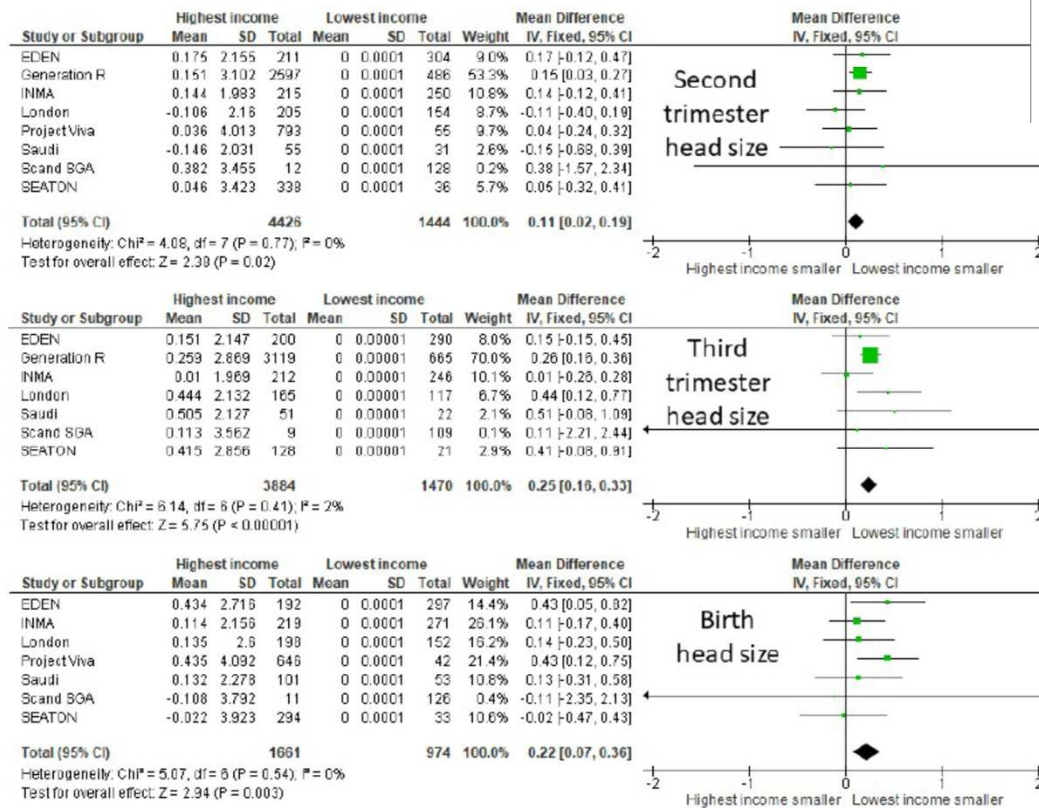 Highest income Lowest income Mean Difference Mean Difference
Study or Subgroup Mean SD Total Mean SD Total Weight IV, Fixed, 95% CI IV, Fixed, 95% CI
EDEN 0.175 2.155 211 0 0.0001 304 9.0% 0.17 [-0.12, 0.47]
Generation R 0.151 3.102 2597 0 0.0001 486 53.3% 0.15 [0.03, 0.27]
INMA 0.144 1.983 215 0 0.0001 250 10.8% 0.14 [-0.12, 0.41]
London -0.106 2.16 205 0 0.0001 154 8.7% -0.11 [-0.40, 0.19]
Project Viva 0.036 4.013 793 0 0.0001 55 9.7% 0.04 [-0.24, 0.32]
Saudi -0.146 2.031 55 0 0.0001 31 2.6% -0.15 [-0.68, 0.39]
Scand SGA 0.382 3.455 12 0 0.0001 128 0.2% 0.38 [-1.57, 2.34]
SEATON 0.046 3.423 338 0 0.0001 36 5.7% 0.05 [-0.32, 0.41]
Second
trimester
head size
Total (95% CI) 4426 1444 100.0% 0.11 [0.02, 0.19]
Heterogeneity: Chi² = 4.08, df = 7 (P = 0.77); I² = 0%
Test for overall effect: Z = 2.38 (P = 0.02)
-2 -1 0 1 2
Highest income smaller Lowest income smaller
Highest income Lowest income Mean Difference Mean Difference
Study or Subgroup Mean SD Total Mean SD Total Weight IV, Fixed, 95% CI IV, Fixed, 95% CI
EDEN 0.151 2.147 200 0 0.00001 290 8.0% 0.15 [-0.15, 0.45]
Generation R 0.259 2.869 3119 0 0.00001 665 70.0% 0.26 [0.16, 0.36]
INMA 0.01 1.969 212 0 0.00001 246 10.1% 0.01 [-0.26, 0.28]
London 0.444 2.132 165 0 0.00001 117 6.7% 0.44 [0.12, 0.77]
Saudi 0.505 2.127 51 0 0.00001 22 2.1% 0.51 [-0.08, 1.09]
Scand SGA 0.113 3.562 9 0 0.00001 109 0.1% 0.11 [-2.21, 2.44]
SEATON 0.415 2.856 128 0 0.00001 21 2.9% 0.41 [-0.08, 0.91]
Third
trimester
head size
Total (95% CI) 3884 1470 100.0% 0.25 [0.16, 0.33]
Heterogeneity: Chi² = 6.14, df = 6 (P = 0.41); I² = 2%
Test for overall effect: Z = 5.75 (P < 0.00001)
-2 -1 0 1 2
Highest income smaller Lowest income smaller
Highest income Lowest income Mean Difference Mean Difference
Study or Subgroup Mean SD Total Mean SD Total Weight IV, Fixed, 95% CI IV, Fixed, 95% CI
EDEN 0.434 2.716 192 0 0.0001 297 14.4% 0.43 [0.05, 0.82]
INMA 0.114 2.156 219 0 0.0001 271 26.1% 0.11 [-0.17, 0.40]
London 0.135 2.6 198 0 0.0001 152 16.2% 0.14 [-0.23, 0.50]
Project Viva 0.435 4.092 646 0 0.0001 42 21.4% 0.43 [0.12, 0.75]
Saudi 0.132 2.278 101 0 0.0001 53 10.8% 0.13 [-0.31, 0.58]
Scand SGA -0.108 3.792 11 0 0.0001 126 0.4% -0.11 [-2.35, 2.13]
SEATON -0.022 3.923 294 0 0.0001 33 10.6% -0.02 [-0.47, 0.43]
Birth
head size
Total (95% CI) 1661 974 100.0% 0.22 [0.07, 0.36]
Heterogeneity: Chi² = 5.07, df = 6 (P = 0.54); I² = 0%
Test for overall effect: Z = 2.94 (P = 0.003)
-2 -1 0 1 2
Highest income smaller Lowest income smaller